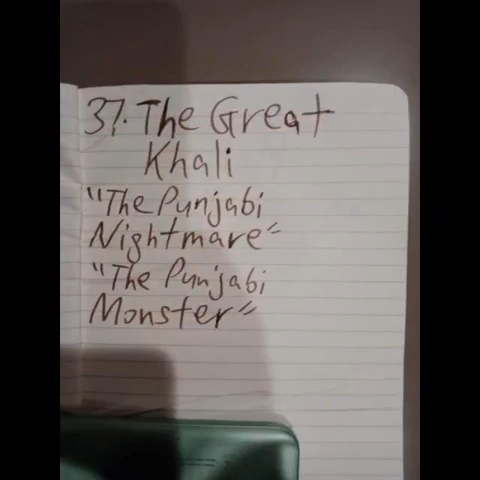 37. The Great
Khali
"The Punjabi
Nightmare"
"The Punjabi
Monster"